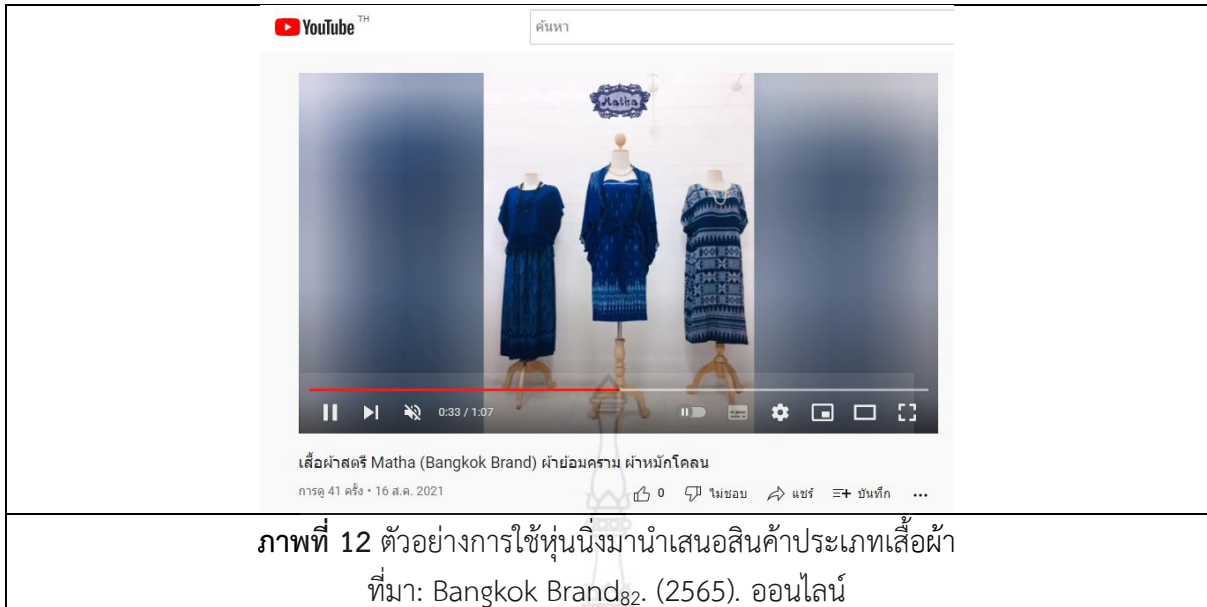 YouTube TH
ค้นหา
Matha
0:33 / 1:07
เสื้อผ้าสตรี Matha (Bangkok Brand) ผ้าย้อมคราม ผ้าหมักโคลน
การดู 41 ครั้ง • 16 ส.ค. 2021
0 ไม่ชอบ แชร์ บันทึก ...
ภาพที่ 12 ตัวอย่างการใช้หุ่นนิ่งมานำเสนอสินค้าประเภทเสื้อผ้า
ที่มา: Bangkok Brand82. (2565). ออนไลน์